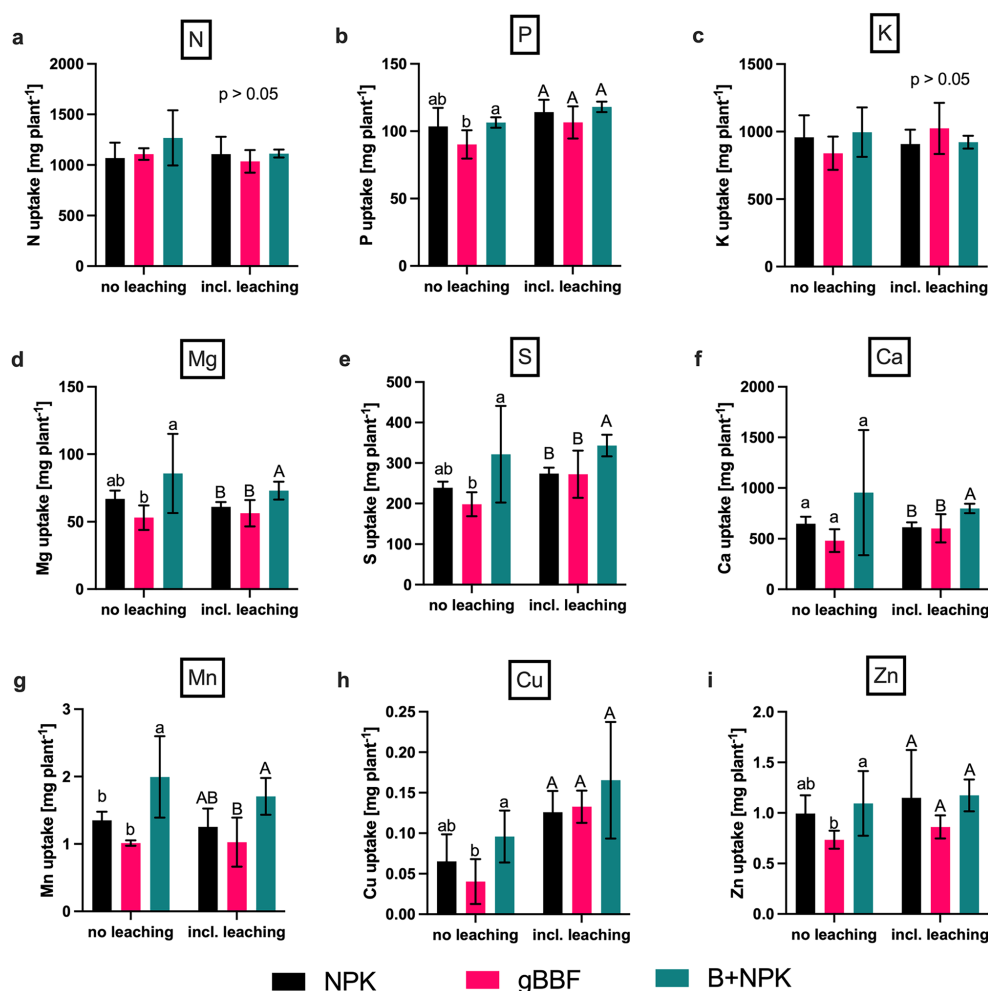 a
N
N uptake [mg plant⁻¹]
2000
1500
1000
500
0
p > 0.05
no leaching
incl. leaching
b
P
P uptake [mg plant⁻¹]
150
100
50
0
ab
b
a
A
A
A
no leaching
incl. leaching
c
K
K uptake [mg plant⁻¹]
1500
1000
500
0
p > 0.05
no leaching
incl. leaching
d
Mg
Mg uptake [mg plant⁻¹]
150
100
50
0
ab
b
a
B
B
A
no leaching
incl. leaching
e
S
S uptake [mg plant⁻¹]
500
400
300
200
100
0
ab
b
a
B
B
A
no leaching
incl. leaching
f
Ca
Ca uptake [mg plant⁻¹]
2000
1500
1000
500
0
a
a
a
B
B
A
no leaching
incl. leaching
g
Mn
Mn uptake [mg plant⁻¹]
3
2
1
0
b
b
a
AB
B
A
no leaching
incl. leaching
h
Cu
Cu uptake [mg plant⁻¹]
0.25
0.20
0.15
0.10
0.05
0.00
ab
b
a
A
A
A
no leaching
incl. leaching
i
Zn
Zn uptake [mg plant⁻¹]
2.0
1.5
1.0
0.5
0.0
ab
b
a
A
A
A
no leaching
incl. leaching
NPK
gBBF
B+NPK